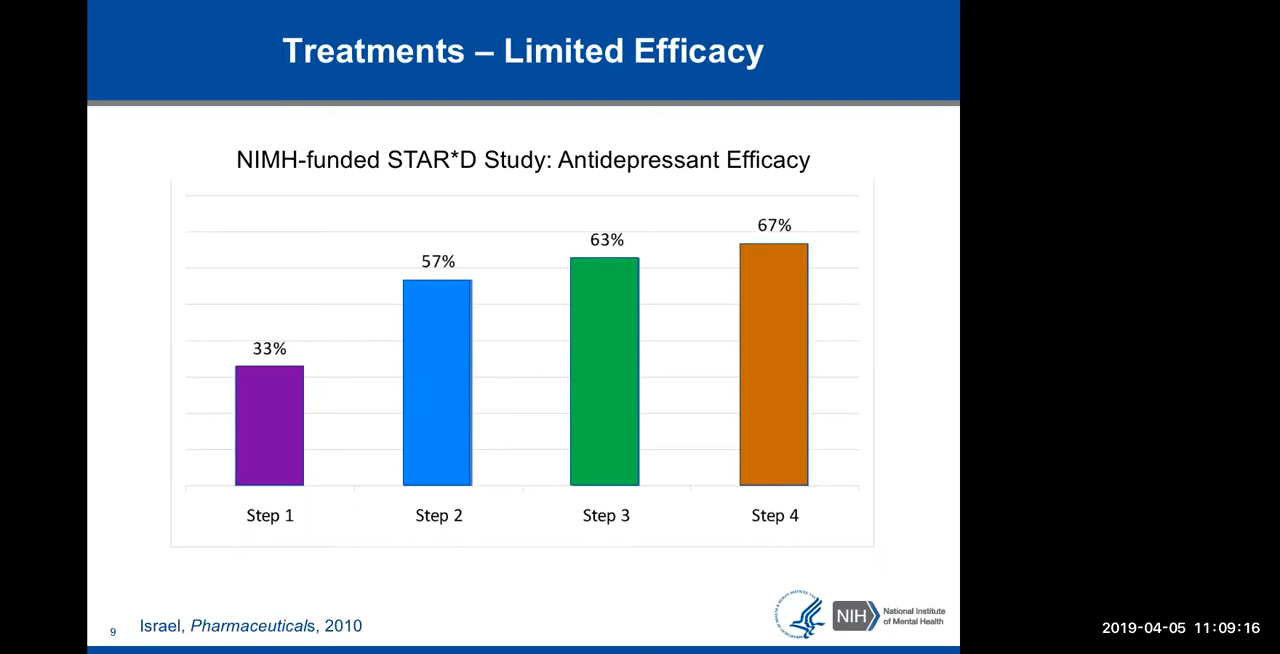 Treatments – Limited Efficacy
NIMH-funded STAR*D Study: Antidepressant Efficacy
33%
57%
63%
67%
Step 1
Step 2
Step 3
Step 4
9
Israel, Pharmaceuticals, 2010
NIH
National Institute
of Mental Health
2019-04-05 11:09:16